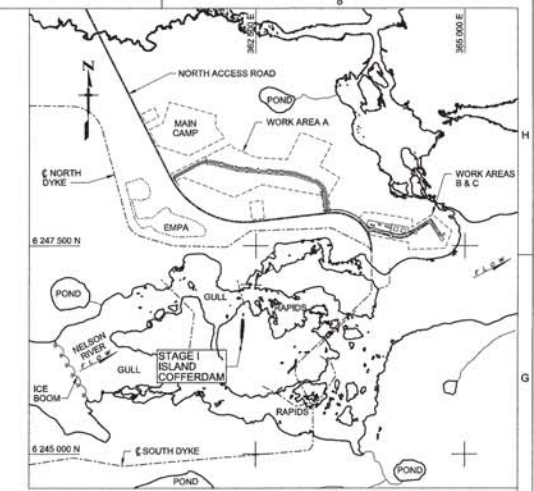 362 500 E
365 000 E
N
NORTH ACCESS ROAD
POND
MAIN
CAMP
WORK AREA A
H
℄ NORTH
DYKE
WORK AREAS
B & C
EMPA
6 247 500 N
FLOW
POND
GULL
RAPIDS
NELSON
RIVER
FLOW
STAGE I
ISLAND
COFFERDAM
GULL
G
ICE
BOOM
RAPIDS
6 245 000 N
℄ SOUTH DYKE
POND
POND